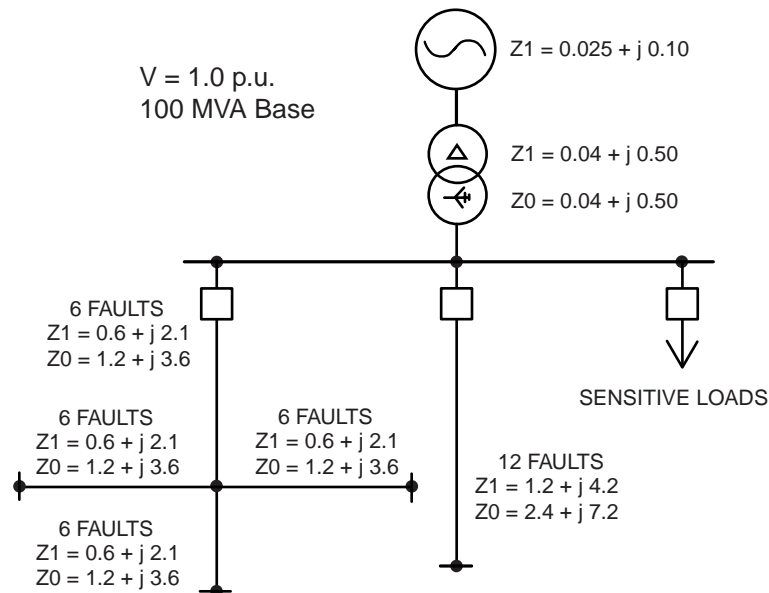 Z1 = 0.025 + j 0.10
V = 1.0 p.u.
100 MVA Base
Z1 = 0.04 + j 0.50
Z0 = 0.04 + j 0.50
6 FAULTS
Z1 = 0.6 + j 2.1
Z0 = 1.2 + j 3.6
SENSITIVE LOADS
6 FAULTS
Z1 = 0.6 + j 2.1
Z0 = 1.2 + j 3.6
6 FAULTS
Z1 = 0.6 + j 2.1
Z0 = 1.2 + j 3.6
12 FAULTS
Z1 = 1.2 + j 4.2
Z0 = 2.4 + j 7.2
6 FAULTS
Z1 = 0.6 + j 2.1
Z0 = 1.2 + j 3.6